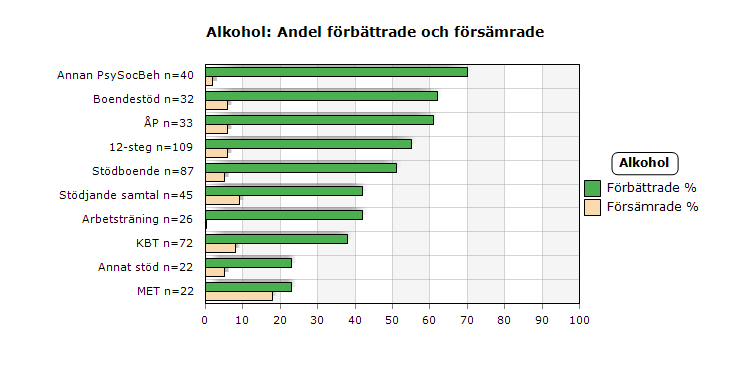 Alkohol: Andel förbättrade och försämrade
Annan PsySocBeh n=40
Boendestöd n=32
ÅP n=33
12-steg n=109
Stödboende n=87
Stödjande samtal n=45
Arbetsträning n=26
KBT n=72
Annat stöd n=22
MET n=22
0 10 20 30 40 50 60 70 80 90 100
Alkohol
Förbättrade %
Försämrade %